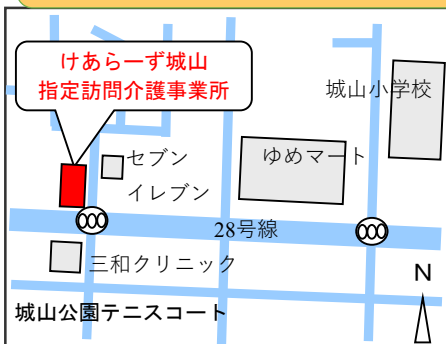 けあらーず城山
指定訪問介護事業所
城山小学校
セブン
イレブン
ゆめマート
28号線
三和クリニック
N
城山公園テニスコート